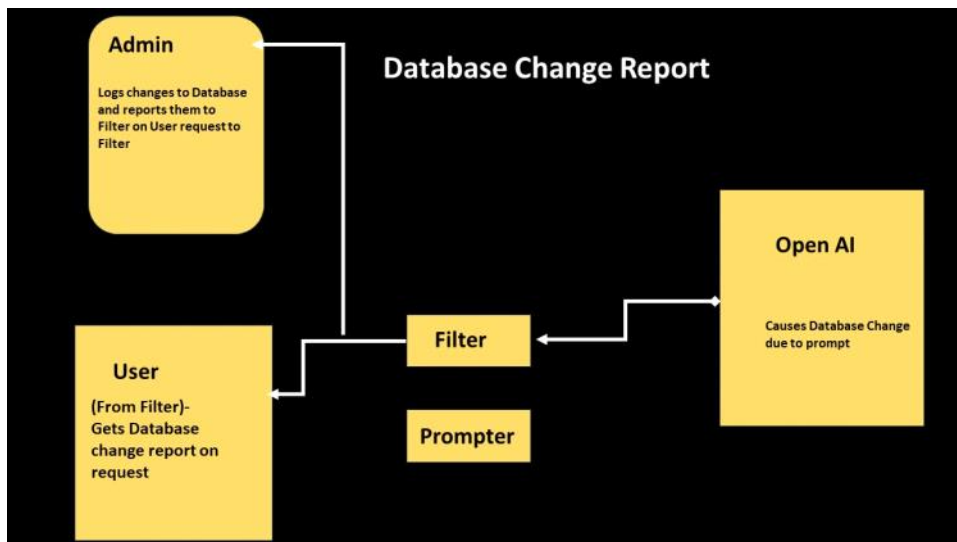 Admin
Logs changes to Database
and reports them to
Filter on User request to
Filter
Database Change Report
Open AI
Causes Database Change
due to prompt
Filter
Prompter
User
(From Filter)-
Gets Database
change report on
request